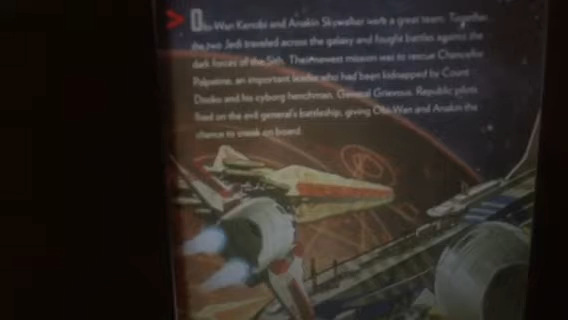 > Obi-Wan Kenobi and Anakin Skywalker were a great team. Together,
the two Jedi traveled across the galaxy and fought battles against the
dark forces of the Sith. Their newest mission was to rescue Chancellor
Palpatine, an important leader who had been kidnapped by Count
Dooku and his cyborg henchman, General Grievous. Republic pilots
fired on the evil general's battleship, giving Obi-Wan and Anakin the
chance to sneak on board.